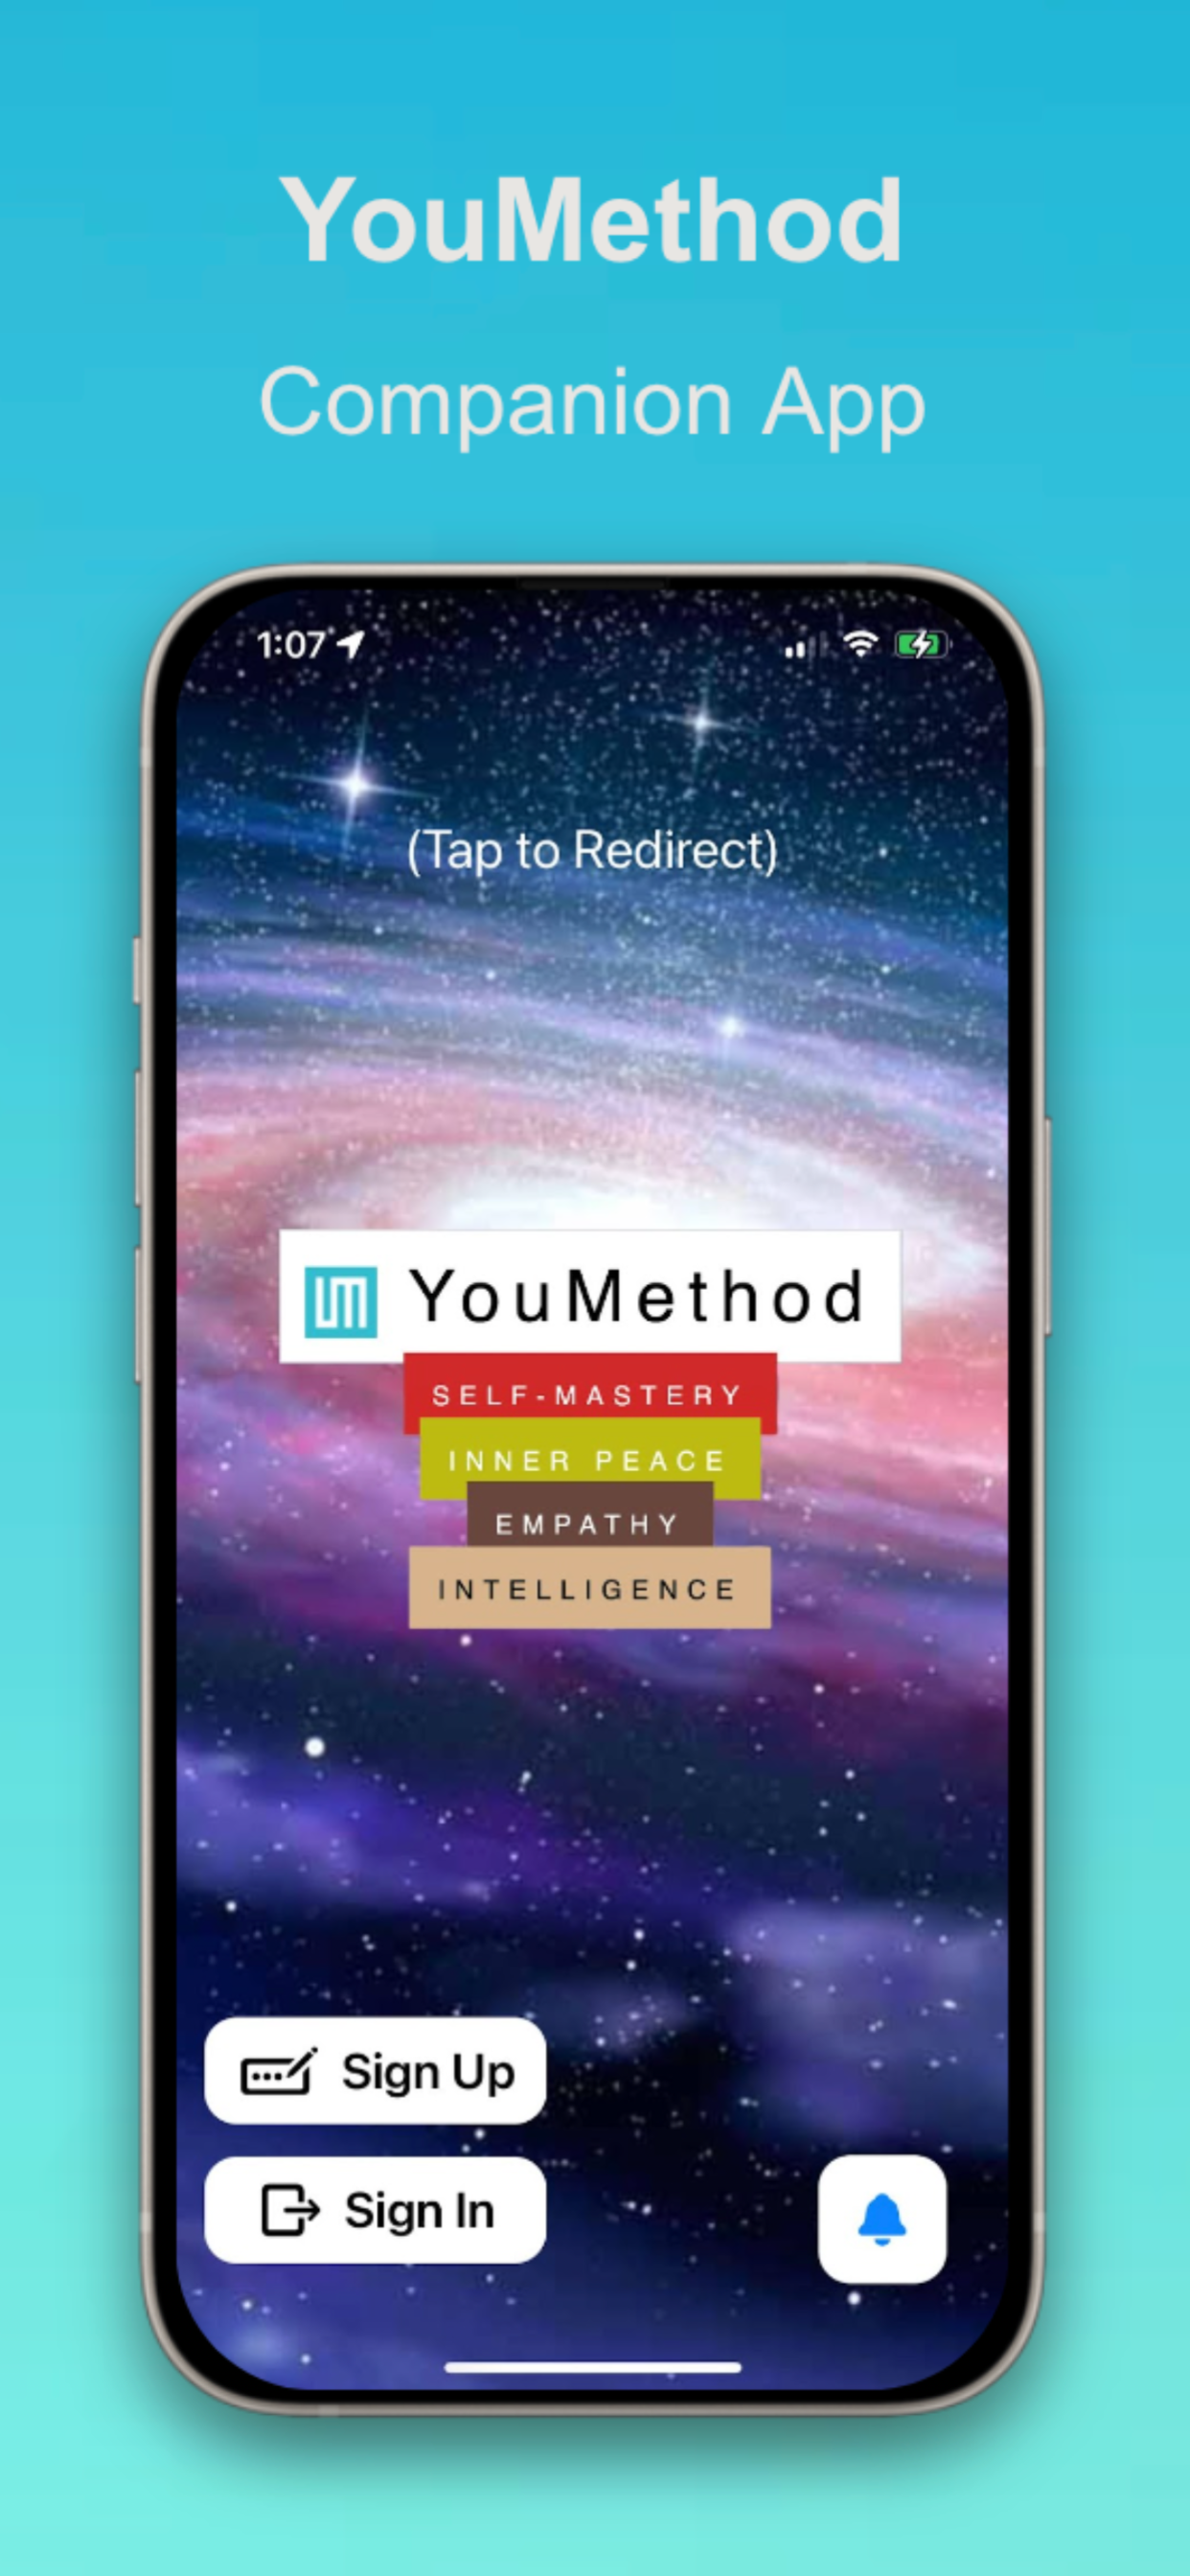 YouMethod
Companion App
1:07
(Tap to Redirect)
YouMethod
SELF-MASTERY
INNER PEACE
EMPATHY
INTELLIGENCE
Sign Up
Sign In